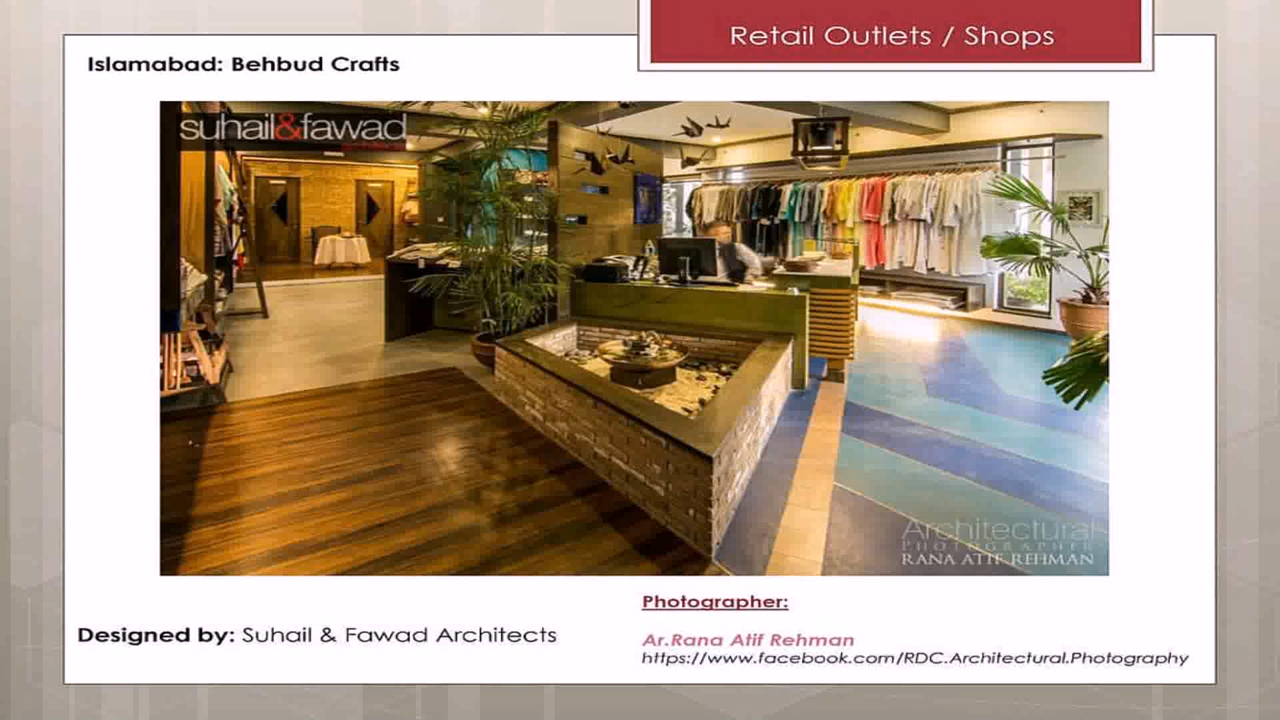 Retail Outlets / Shops
Islamabad: Behbud Crafts
suhail&fawad
Architectural
PHOTOGRAPHER
RANA ATIF REHMAN
Photographer:
Designed by: Suhail & Fawad Architects
Ar.Rana Atif Rehman
https://www.facebook.com/RDC.Architectural.Photography